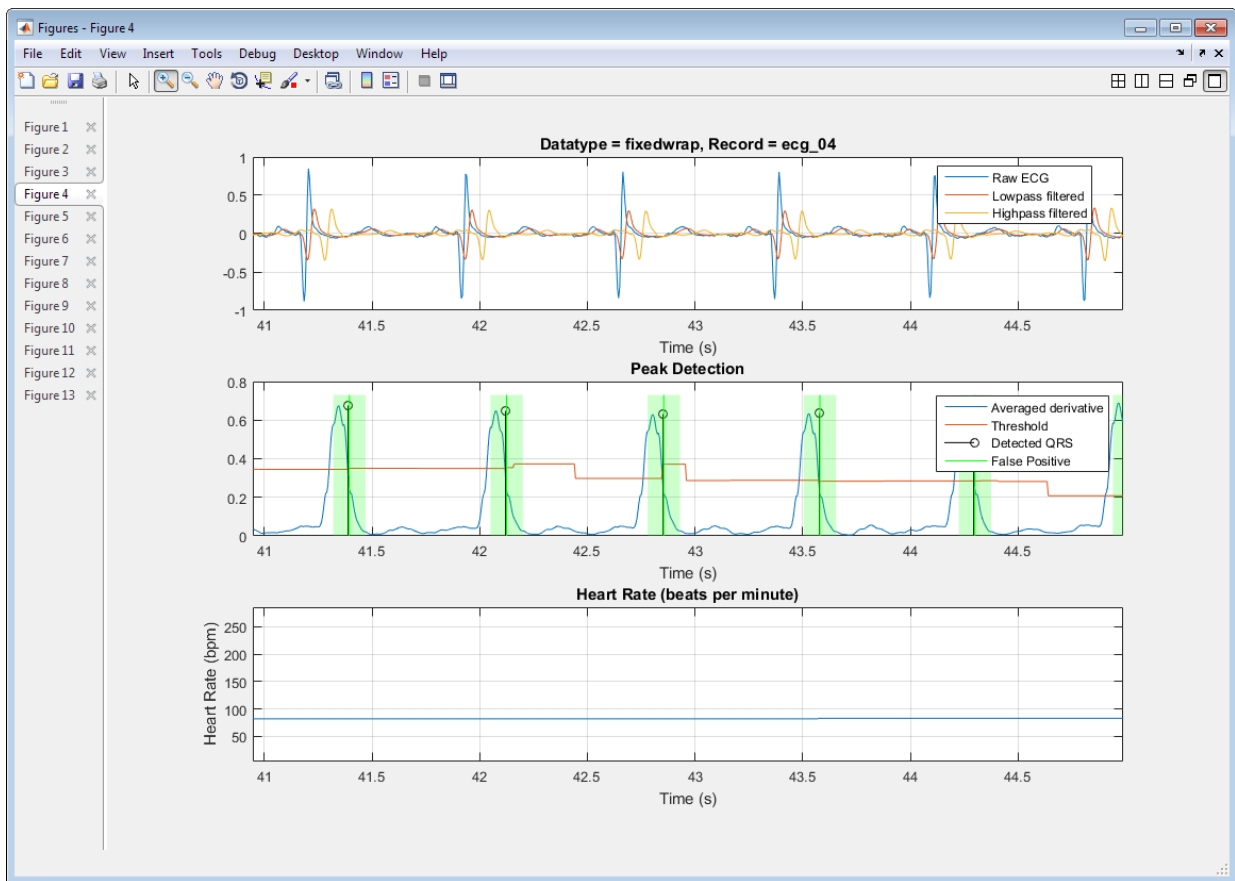 Figures - Figure 4
File Edit View Insert Tools Debug Desktop Window Help
Figure 1
Figure 2
Figure 3
Figure 4
Figure 5
Figure 6
Figure 7
Figure 8
Figure 9
Figure 10
Figure 11
Figure 12
Figure 13
Datatype = fixedwrap, Record = ecg_04
1
0.5
0
-0.5
-1
Raw ECG
Lowpass filtered
Highpass filtered
41 41.5 42 42.5 43 43.5 44 44.5
Time (s)
Peak Detection
0.8
0.6
0.4
0.2
0
Averaged derivative
Threshold
Detected QRS
False Positive
41 41.5 42 42.5 43 43.5 44 44.5
Time (s)
Heart Rate (beats per minute)
Heart Rate (bpm)
250
200
150
100
50
41 41.5 42 42.5 43 43.5 44 44.5
Time (s)